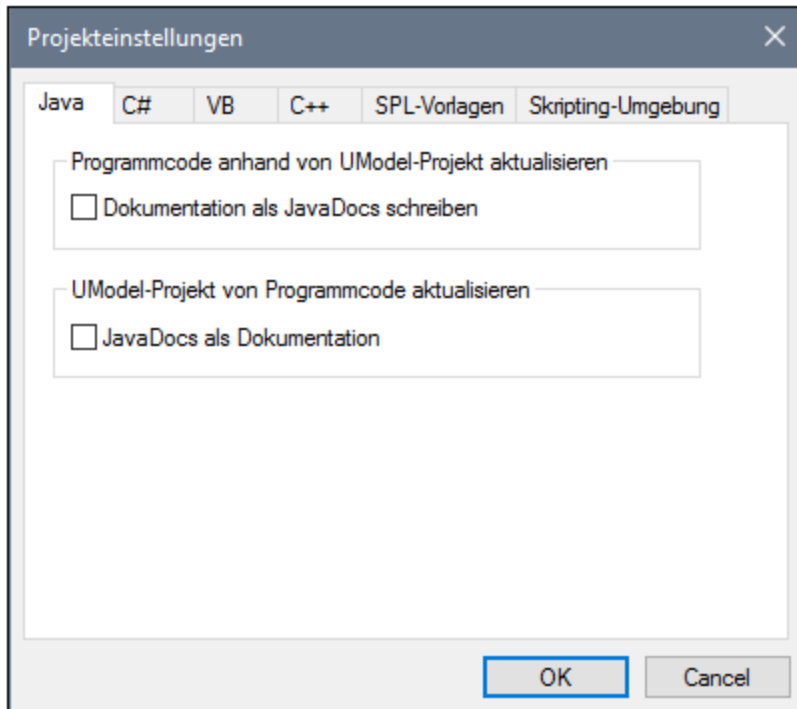 Projekteinstellungen
Java C# VB C++ SPL-Vorlagen Skripting-Umgebung
Programmcode anhand von UModel-Projekt aktualisieren
Dokumentation als JavaDocs schreiben
UModel-Projekt von Programmcode aktualisieren
JavaDocs als Dokumentation
OK Cancel